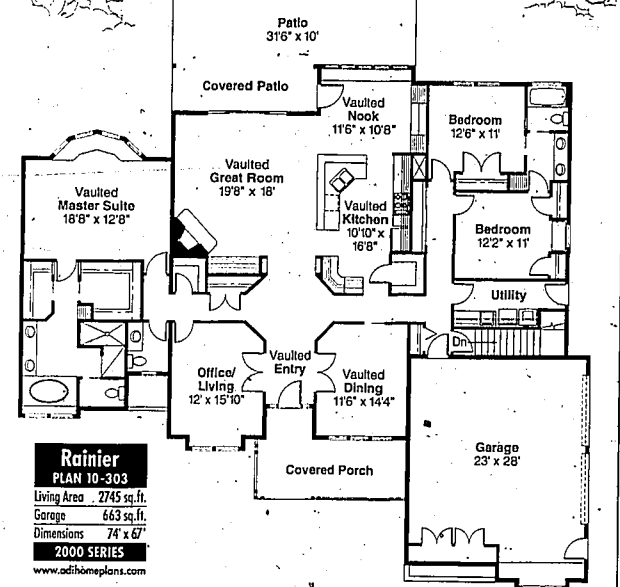 Patio
31'6" x 10'
Covered Patio
Vaulted
Nook
11'6" x 10'8"
Bedroom
12'6" x 11'
Vaulted
Great Room
19'8" x 18'
Vaulted
Master Suite
18'8" x 12'8"
Vaulted
Kitchen
10'10" x
16'8"
Bedroom
12'2" x 11'
Utility
Dn
Vaulted
Entry
Office/
Living
12' x 15'10"
Vaulted
Dining
11'6" x 14'4"
Garage
23' x 28'
Covered Porch
Rainier
PLAN 10-303
Living Area . 2745 sq.ft.
Garage 663 sq.ft.
Dimensions 74' x 67'
2000 SERIES
www.adihomeplans.com